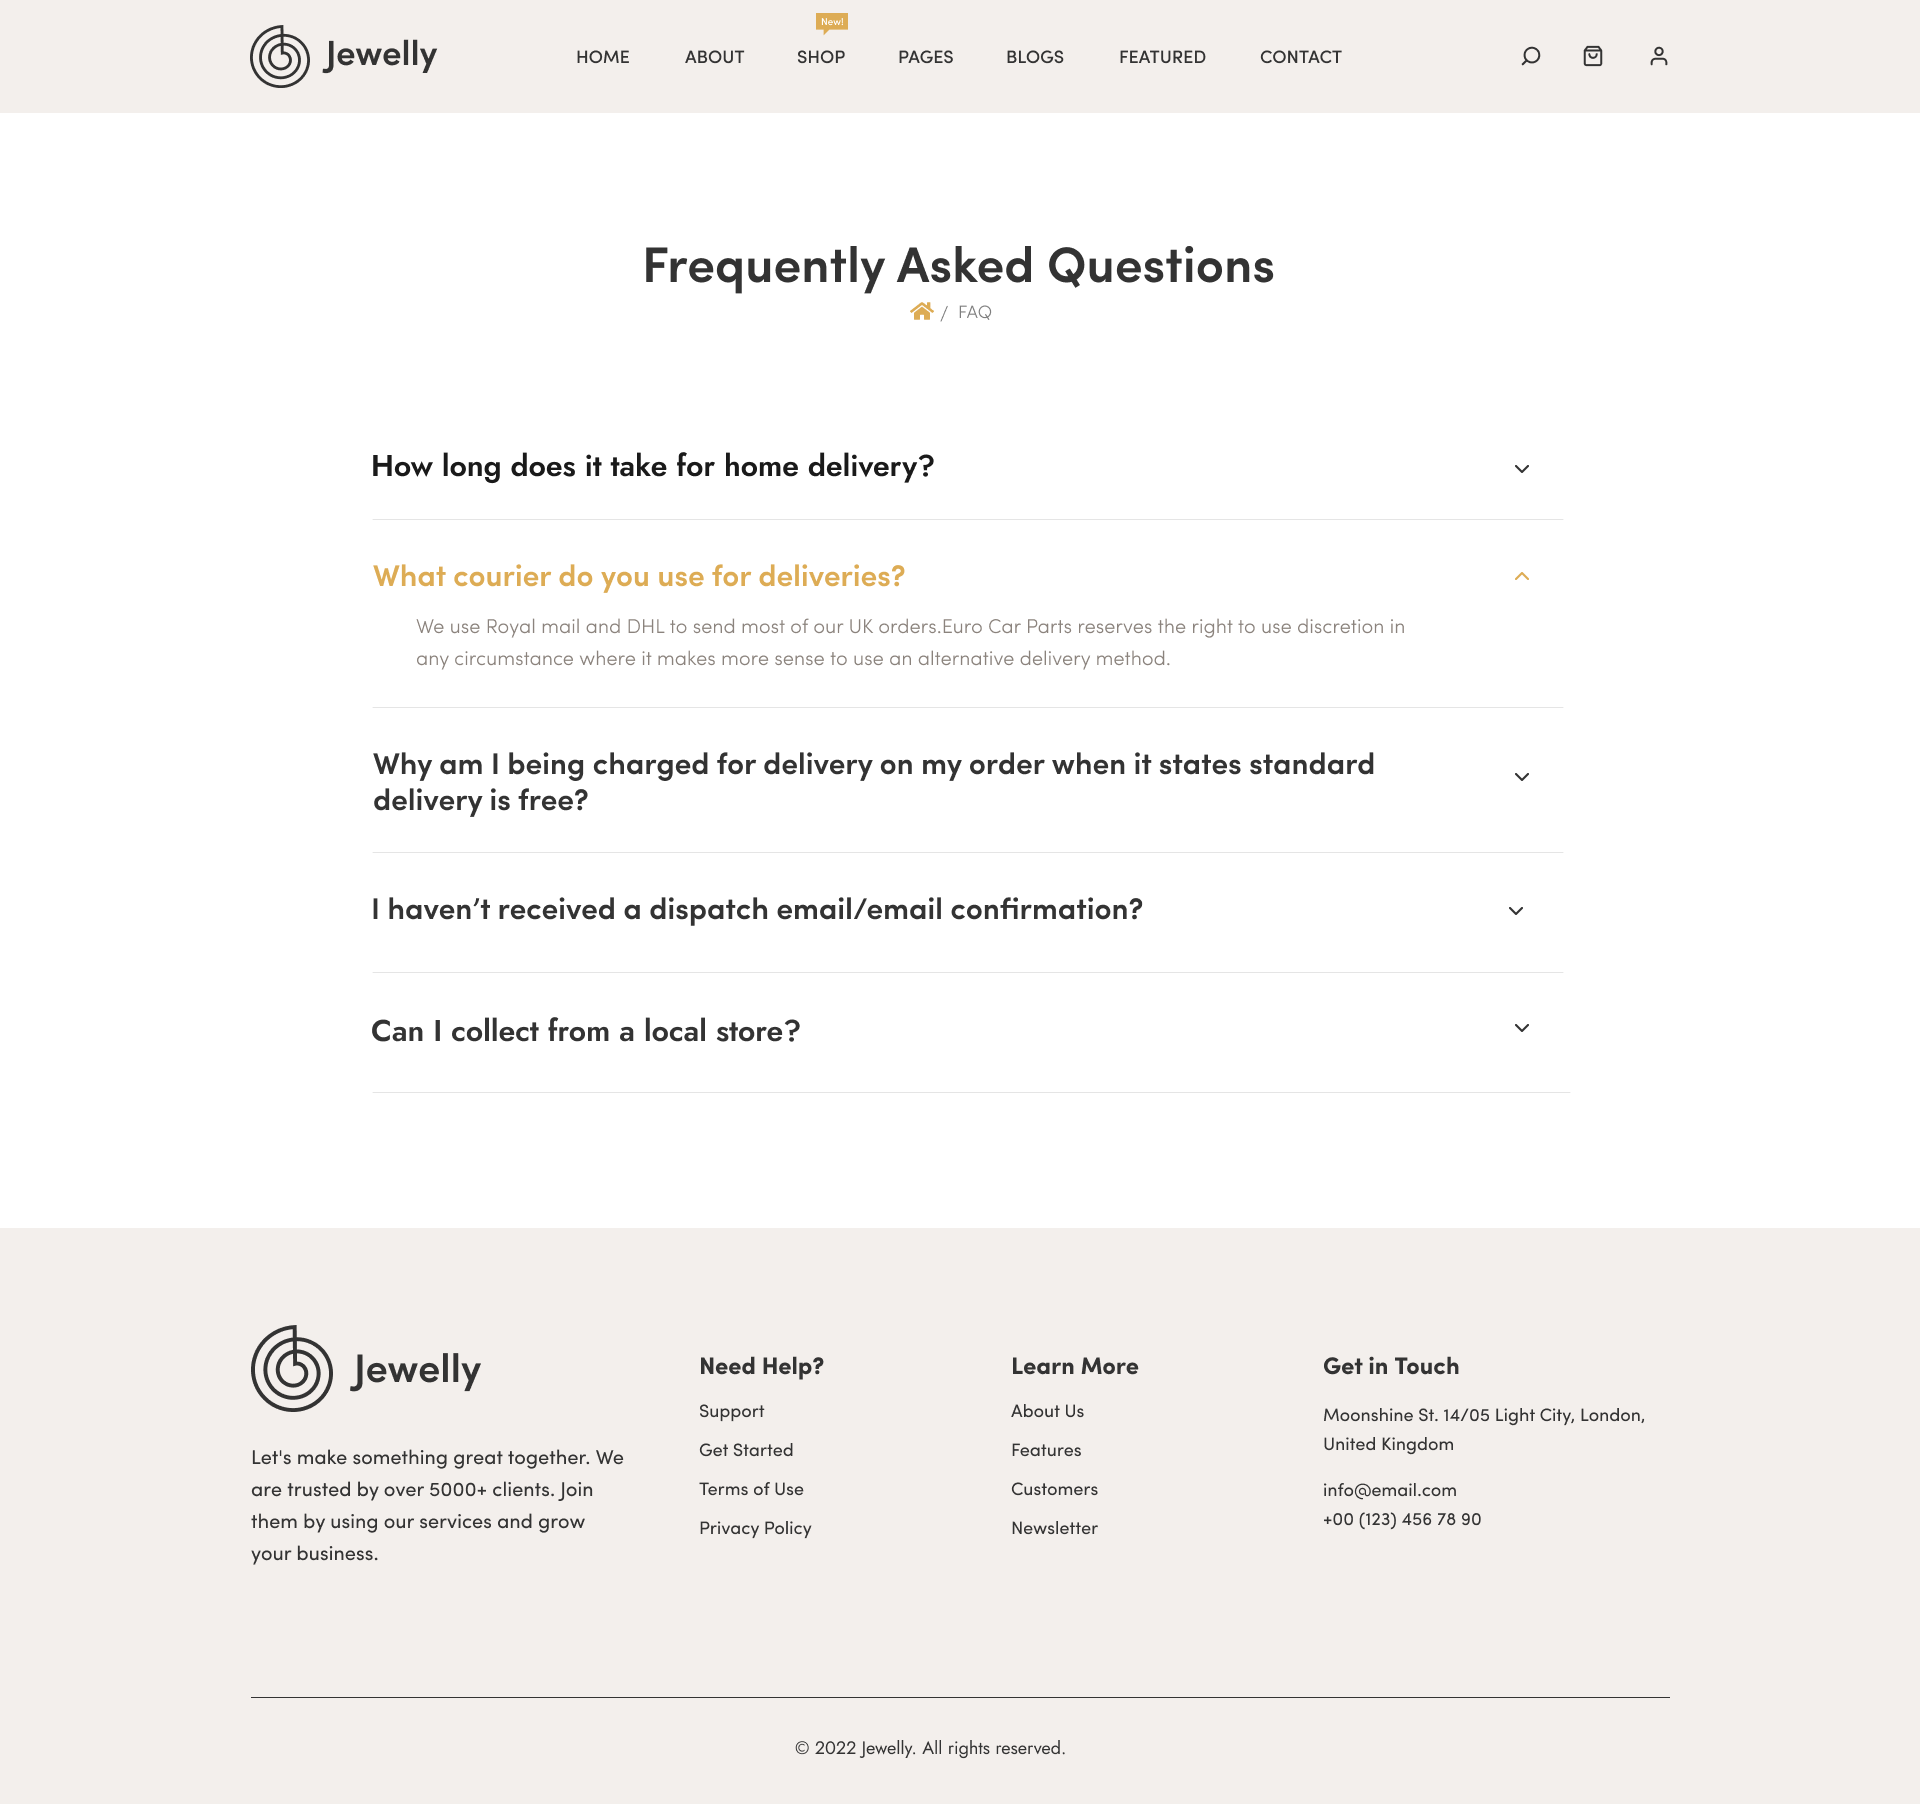 Jewelly
HOME ABOUT SHOP PAGES BLOGS FEATURED CONTACT
New!
Frequently Asked Questions
/ FAQ
How long does it take for home delivery?
What courier do you use for deliveries?
We use Royal mail and DHL to send most of our UK orders.Euro Car Parts reserves the right to use discretion in
any circumstance where it makes more sense to use an alternative delivery method.
Why am I being charged for delivery on my order when it states standard
delivery is free?
I haven’t received a dispatch email/email confirmation?
Can I collect from a local store?
Jewelly
Let's make something great together. We
are trusted by over 5000+ clients. Join
them by using our services and grow
your business.
Need Help?
Support
Get Started
Terms of Use
Privacy Policy
Learn More
About Us
Features
Customers
Newsletter
Get in Touch
Moonshine St. 14/05 Light City, London,
United Kingdom
info@email.com
+00 (123) 456 78 90
© 2022 Jewelly. All rights reserved.